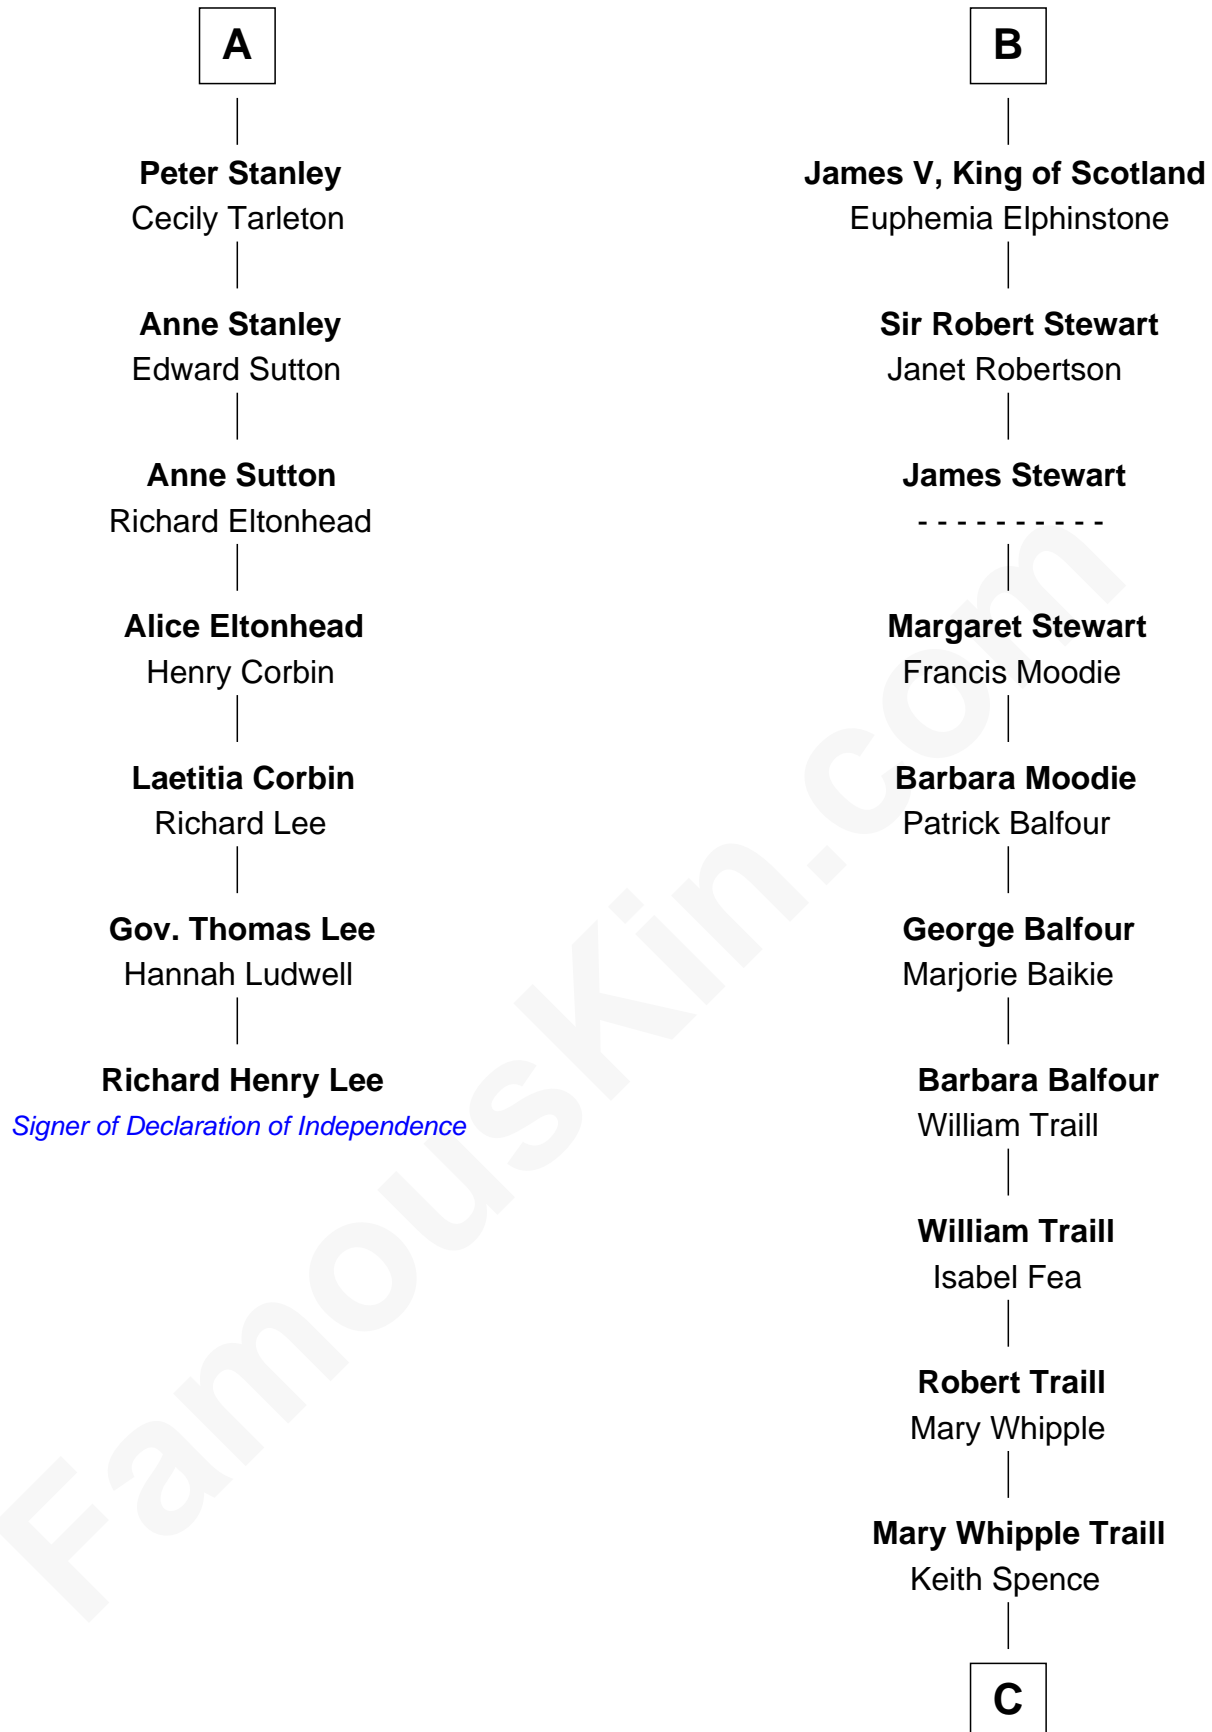 A
Peter Stanley
Cecily Tarleton
Anne Stanley
Edward Sutton
Anne Sutton
Richard Eltonhead
Alice Eltonhead
Henry Corbin
Laetitia Corbin
Richard Lee
Gov. Thomas Lee
Hannah Ludwell
Richard Henry Lee
Signer of Declaration of Independence
B
James V, King of Scotland
Euphemia Elphinstone
Sir Robert Stewart
Janet Robertson
James Stewart
- - - - - - - - - -
Margaret Stewart
Francis Moodie
Barbara Moodie
Patrick Balfour
George Balfour
Marjorie Baikie
Barbara Balfour
William Traill
William Traill
Isabel Fea
Robert Traill
Mary Whipple
Mary Whipple Traill
Keith Spence
C
FamousKin.com